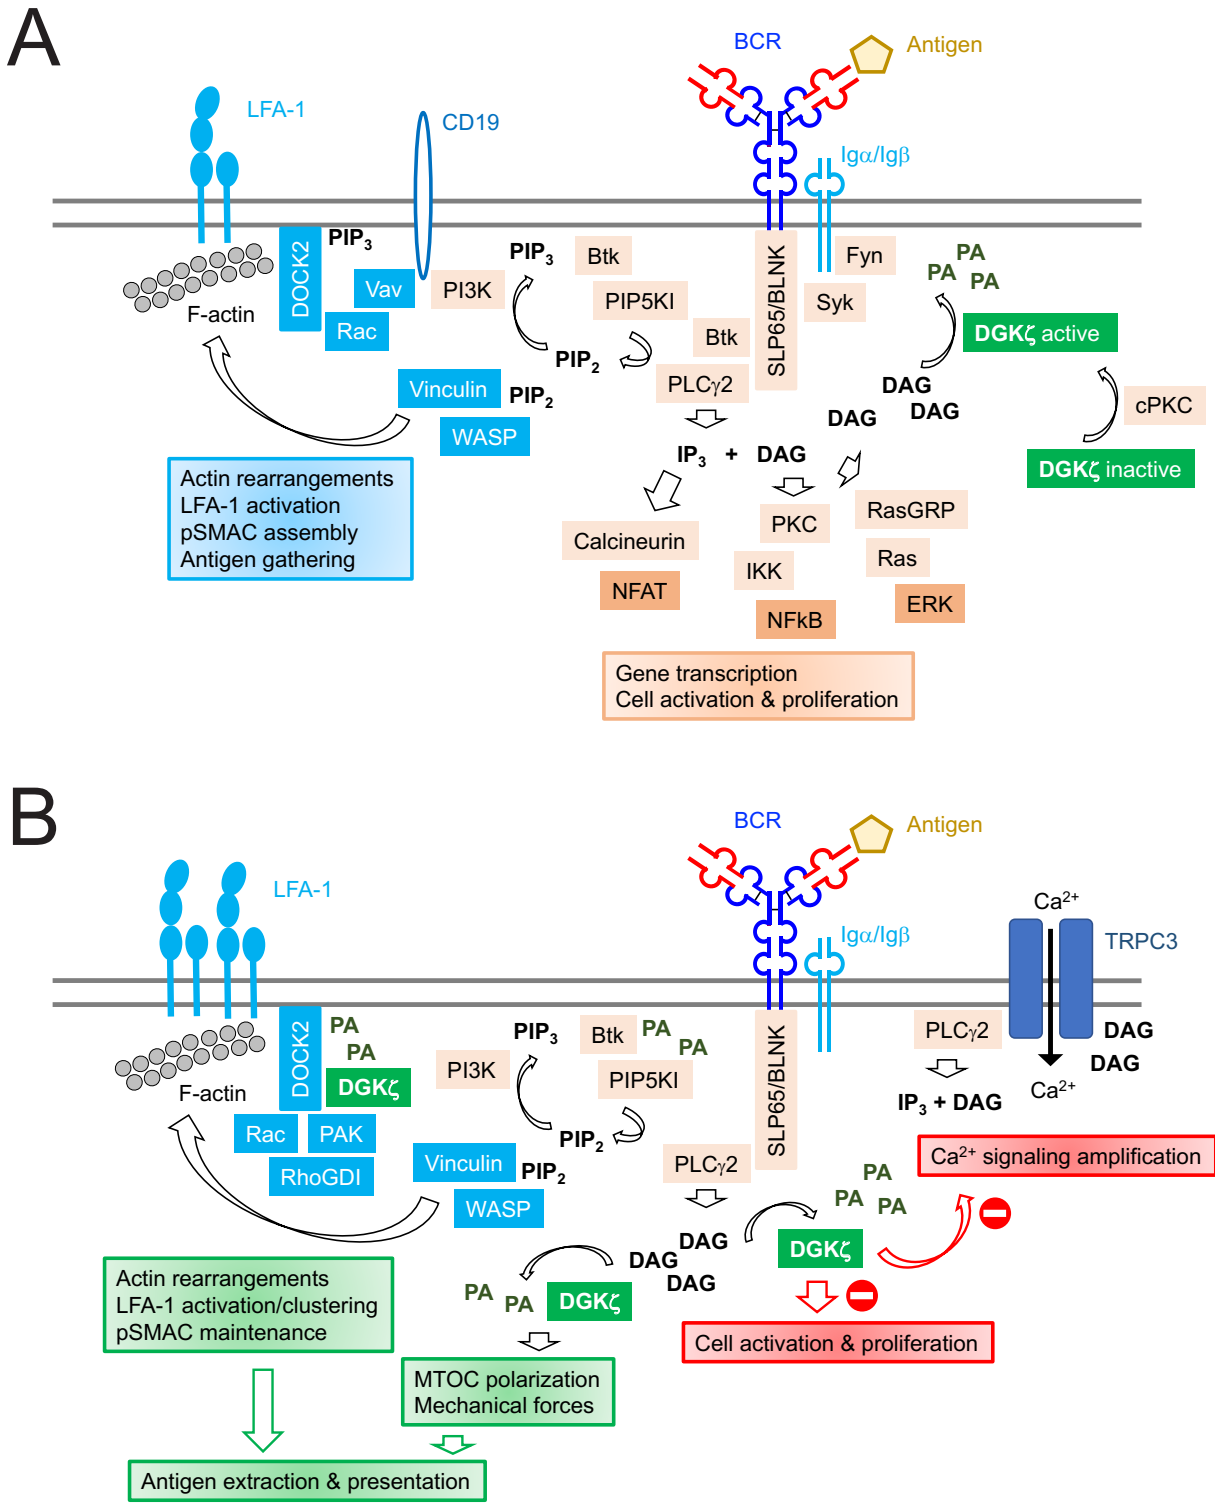 A
BCR
Antigen
LFA-1
CD19
Igα/Igβ
PIP3
DOCK2
Vav
Rac
PI3K
F-actin
PIP3
Btk
PIP5KI
Btk
PIP2
PLCγ2
SLP65/BLNK
Fyn
Syk
PA
PA
PA
DGKζ active
DAG
DAG
DAG
cPKC
DGKζ inactive
Vinculin
PIP2
WASP
IP3 + DAG
Actin rearrangements
LFA-1 activation
pSMAC assembly
Antigen gathering
Calcineurin
NFAT
PKC
IKK
NFkB
RasGRP
Ras
ERK
Gene transcription
Cell activation & proliferation
B
BCR
Antigen
LFA-1
Igα/Igβ
Ca2+
TRPC3
DOCK2
PA
PA
DGKζ
F-actin
Rac
PAK
RhoGDI
PI3K
PIP3
Btk
PA
PA
PIP5KI
PIP2
SLP65/BLNK
PLCγ2
PLCγ2
DAG
DAG
Ca2+
IP3 + DAG
Ca2+ signaling amplification
Vinculin
PIP2
WASP
PA
PA
PA
DAG
DAG
DAG
DGKζ
PA
PA
DGKζ
Cell activation & proliferation
Actin rearrangements
LFA-1 activation/clustering
pSMAC maintenance
MTOC polarization
Mechanical forces
Antigen extraction & presentation